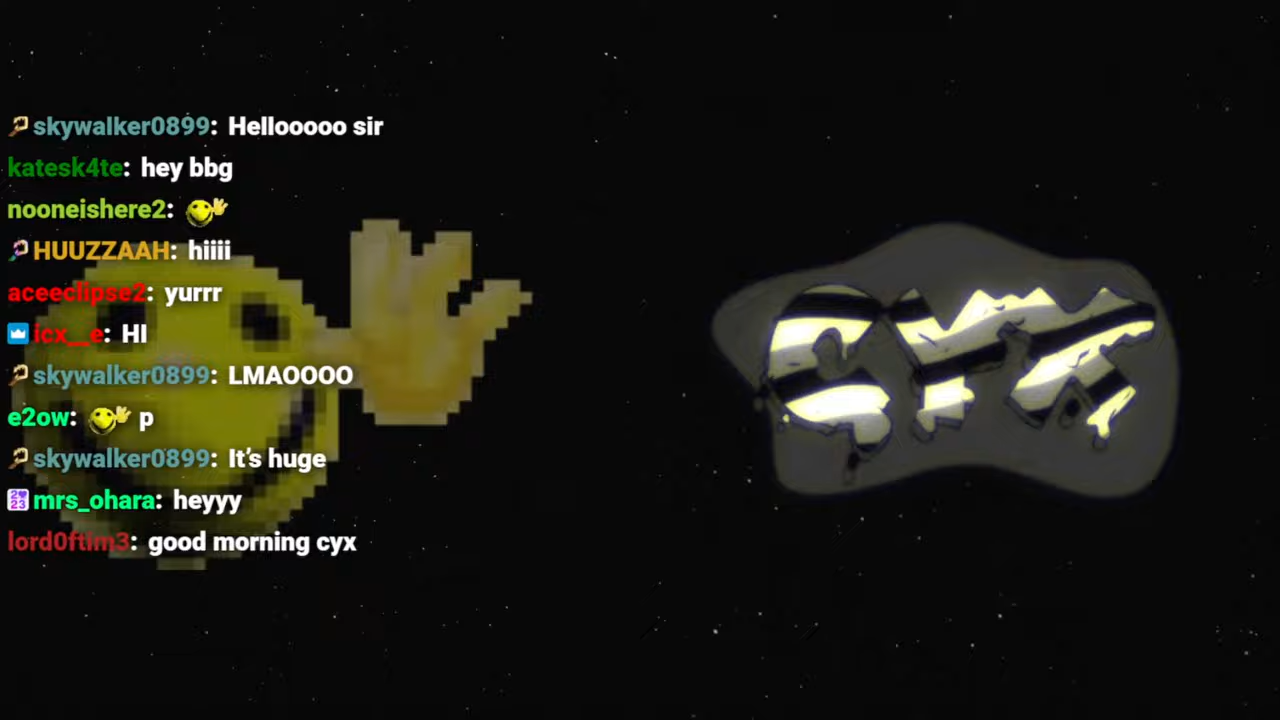 skywalker0899: Hellooooo sir
katesk4te: hey bbg
nooneishere2:
HUUZZAAH: hiiii
aceeclipse2: yurrr
icx__e: HI
skywalker0899: LMAOOOO
e2ow: p
skywalker0899: It’s huge
mrs_ohara: heyyy
lord0ftim3: good morning cyx